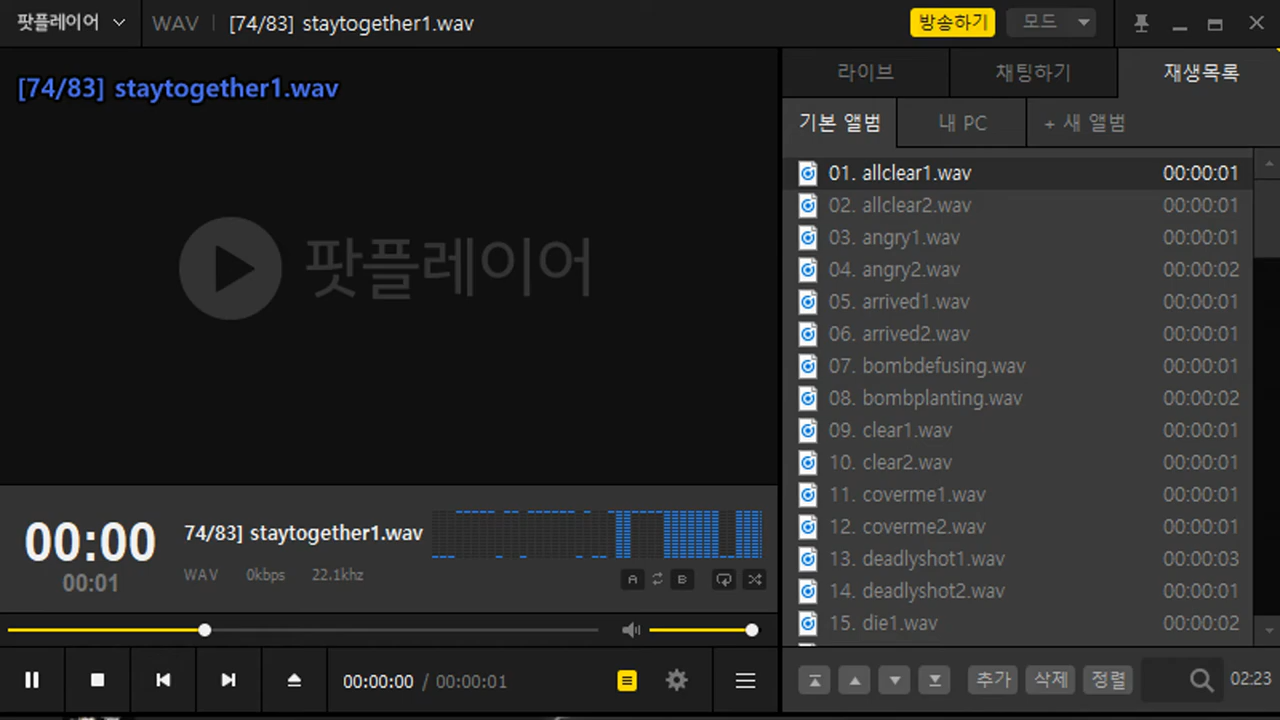 팟플레이어 WAV [74/83] staytogether1.wav 방송하기 모드
[74/83] staytogether1.wav
팟플레이어
00:00
00:01
74/83] staytogether1.wav
WAV 0kbps 22.1khz
A B
00:00:00 / 00:00:01
라이브 채팅하기 재생목록
기본 앨범 내 PC + 새 앨범
01. allclear1.wav 00:00:01
02. allclear2.wav 00:00:01
03. angry1.wav 00:00:01
04. angry2.wav 00:00:02
05. arrived1.wav 00:00:01
06. arrived2.wav 00:00:01
07. bombdefusing.wav 00:00:01
08. bombplanting.wav 00:00:02
09. clear1.wav 00:00:01
10. clear2.wav 00:00:01
11. coverme1.wav 00:00:01
12. coverme2.wav 00:00:01
13. deadlyshot1.wav 00:00:03
14. deadlyshot2.wav 00:00:01
15. die1.wav 00:00:02
추가 삭제 정렬 02:23